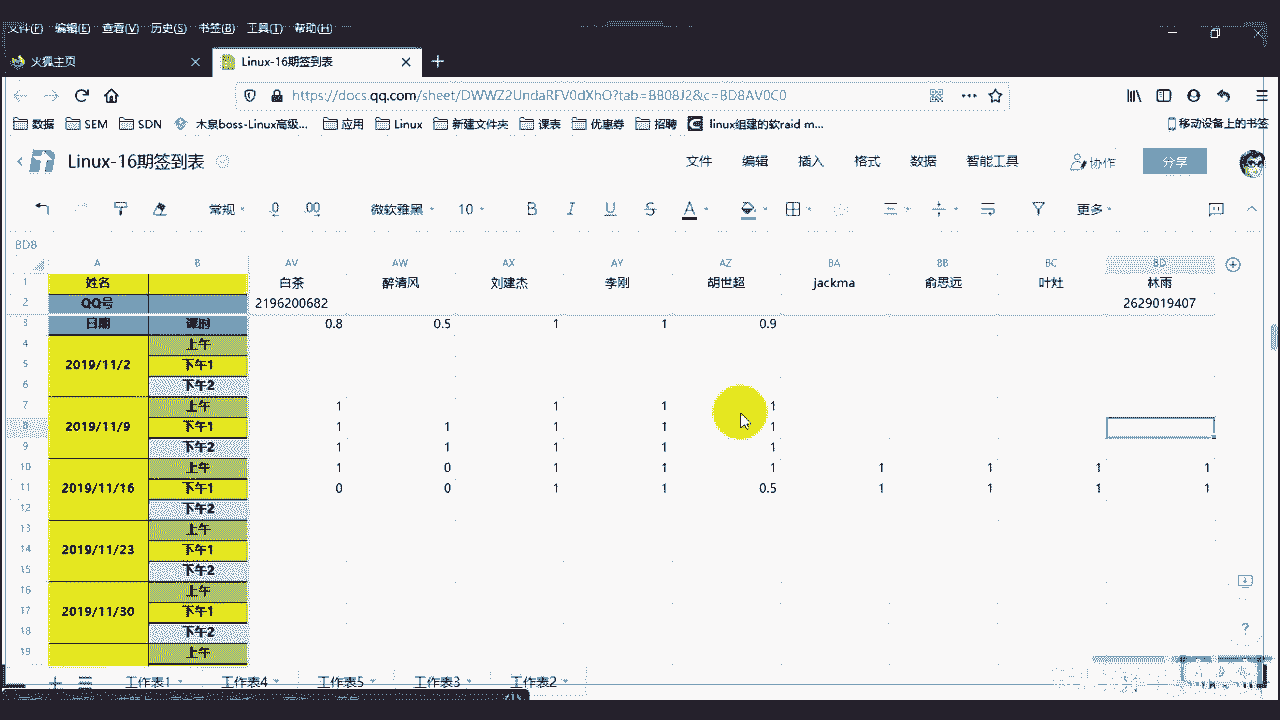 文件(F) 编辑(E) 查看(V) 历史(S) 书签(B) 工具(T) 帮助(H)
火狐主页 Linux-16期签到表
https://docs.qq.com/sheet/DWWZ2UndaRFV0dXhO?tab=BB08J2&c=BD8AV0C0
数据 SEM SDN 木泉boss-Linux高级... 应用 Linux 新建文件夹 课表 优惠券 招聘 linux组建的软raid m... 移动设备上的书签
Linux-16期签到表 文件 编辑 插入 格式 数据 智能工具 协作 分享
常规 .0 .00 微软雅黑 10 B I U S A 更多
BD8
A B AV AW AX AY AZ BA BB BC BD
1 姓名 白茶 醉清风 刘建杰 李刚 胡世超 jackma 俞思远 叶灶 林雨
2 QQ号 2196200682 2629019407
3 日期 课时 0.8 0.5 1 1 0.9
4 上午
5 2019/11/2 下午1
6 下午2
7 上午 1 1 1 1
8 2019/11/9 下午1 1 1 1 1 1
9 下午2 1 1 1 1 1
10 上午 1 0 1 1 1 1 1 1 1
11 2019/11/16 下午1 0 0 1 1 0.5 1 1 1 1
12 下午2
13 上午
14 2019/11/23 下午1
15 下午2
16 上午
17 2019/11/30 下午1
18 下午2
19 上午
工作表1 工作表4 工作表5 工作表3 工作表2